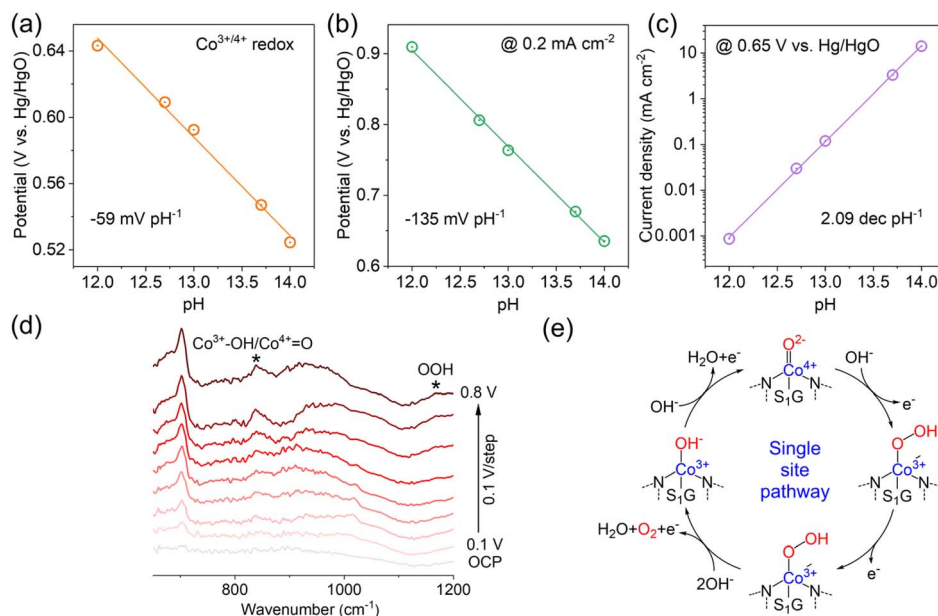 (a)
Co³⁺/⁴⁺ redox
-59 mV pH⁻¹
Potential (V vs. Hg/HgO)
0.64
0.60
0.56
0.52
12.0 12.5 13.0 13.5 14.0
pH
(b)
@ 0.2 mA cm⁻²
-135 mV pH⁻¹
Potential (V vs. Hg/HgO)
0.9
0.8
0.7
0.6
12.0 12.5 13.0 13.5 14.0
pH
(c)
@ 0.65 V vs. Hg/HgO
2.09 dec pH⁻¹
Current density (mA cm⁻²)
10
1
0.1
0.01
0.001
12.0 12.5 13.0 13.5 14.0
pH
(d)
Co³⁺-OH/Co⁴⁺=O
*
OOH
*
0.8 V
0.1 V/step
0.1 V
OCP
800 1000 1200
Wavenumber (cm⁻¹)
(e)
O²⁻
Co⁴⁺
N N
S₁G
H₂O+e⁻
OH⁻
OH⁻
e⁻
OH⁻
Co³⁺
N N
S₁G
Single
site
pathway
O OH
Co³⁺
N N
S₁G
H₂O+O₂+e⁻
2OH⁻
e⁻
O OH
Co³⁺
N N
S₁G